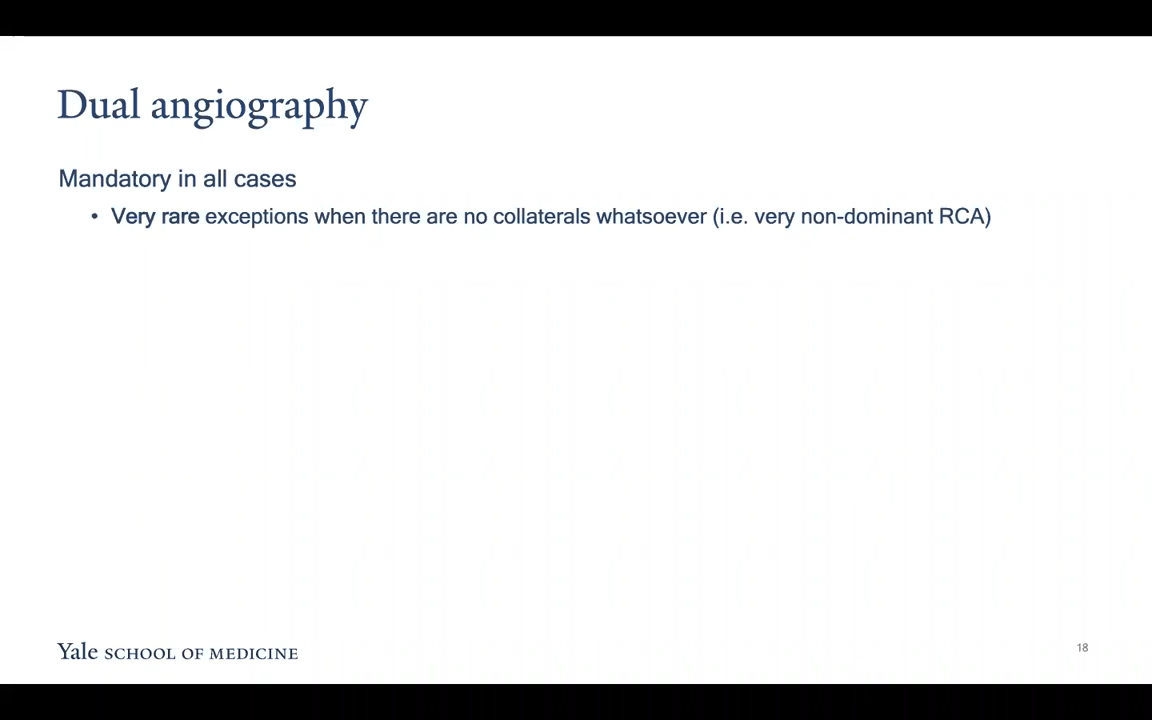 Dual angiography
Mandatory in all cases
• Very rare exceptions when there are no collaterals whatsoever (i.e. very non-dominant RCA)
Yale SCHOOL OF MEDICINE
18